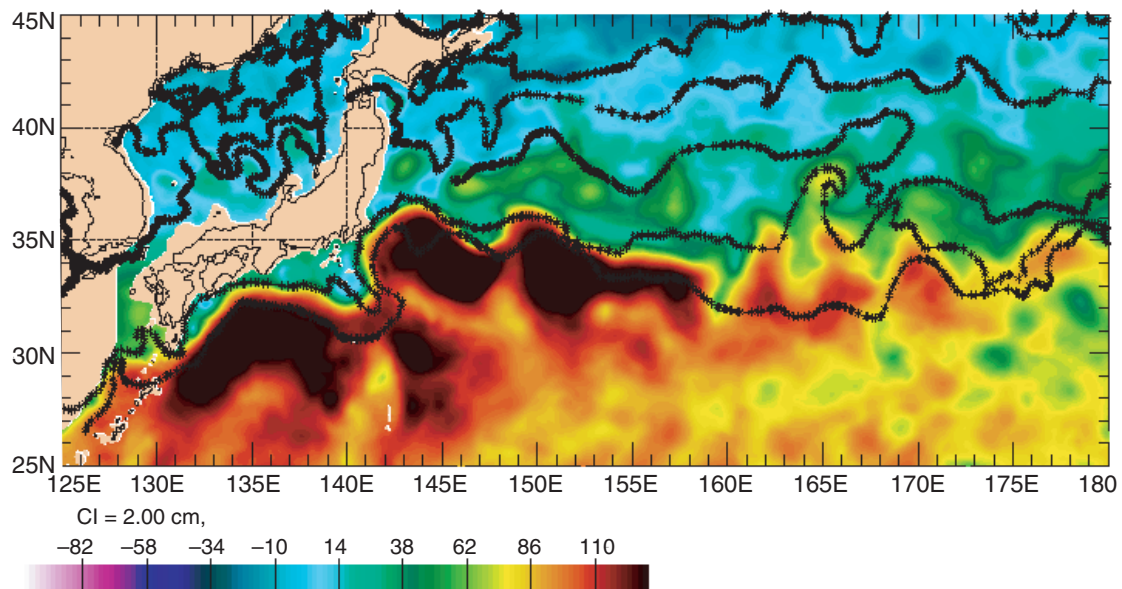 45N
40N
35N
30N
25N
125E 130E 135E 140E 145E 150E 155E 160E 165E 170E 175E 180
CI = 2.00 cm,
–82 –58 –34 –10 14 38 62 86 110